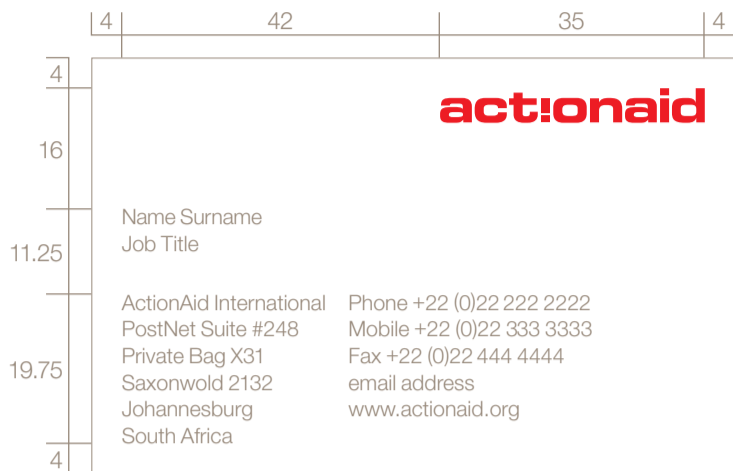 4 42 35 4
4
act!onaid
16
Name Surname
11.25
Job Title
ActionAid International Phone +22 (0)22 222 2222
PostNet Suite #248 Mobile +22 (0)22 333 3333
Private Bag X31 Fax +22 (0)22 444 4444
19.75
Saxonwold 2132 email address
Johannesburg www.actionaid.org
South Africa
4